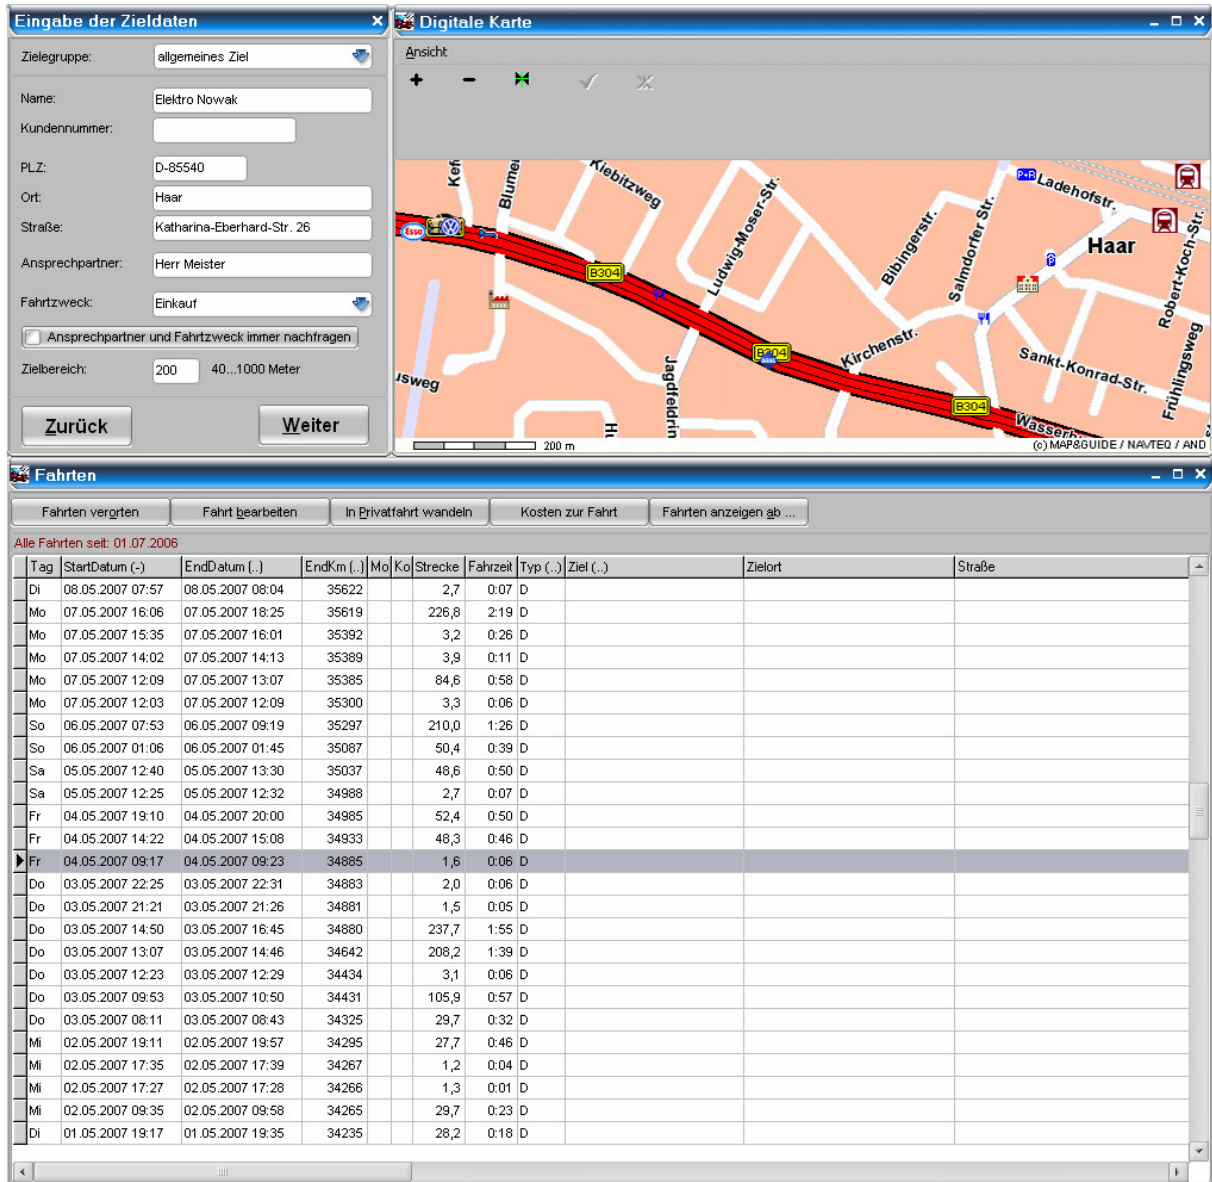 Eingabe der Zieldaten
Zielegruppe: allgemeines Ziel
Name: Elektro Nowak
Kundennummer:
PLZ: D-85540
Ort: Haar
Straße: Katharina-Eberhard-Str. 26
Ansprechpartner: Herr Meister
Fahrtzweck: Einkauf
Ansprechpartner und Fahrtzweck immer nachfragen
Zielbereich: 200 40...1000 Meter
Zurück Weiter
Digitale Karte
Ansicht
Kef
Blumen
Kiebitzweg
Ludwig-Moser-Str.
Bibingerstr.
Salmdorfer Str.
P+R
Ladehofstr.
Haar
Robert-Koch-Str.
Esso
B304
P
B304
Kirchenstr.
Sankt-Konrad-Str.
Frühlingsweg
usweg
Jagdfeldrin
B304
Wasserb
200 m
(c) MAP&GUIDE / NAVTEQ / AND
Fahrten
Fahrten verorten Fahrt bearbeiten In Privatfahrt wandeln Kosten zur Fahrt Fahrten anzeigen ab ...
Alle Fahrten seit: 01.07.2006
Tag StartDatum (-) EndDatum (..) EndKm (..) Mo Ko Strecke Fahrzeit Typ (..) Ziel (..) Zielort Straße
Di 08.05.2007 07:57 08.05.2007 08:04 35622 2,7 0:07 D
Mo 07.05.2007 16:06 07.05.2007 18:25 35619 226,8 2:19 D
Mo 07.05.2007 15:35 07.05.2007 16:01 35392 3,2 0:26 D
Mo 07.05.2007 14:02 07.05.2007 14:13 35389 3,9 0:11 D
Mo 07.05.2007 12:09 07.05.2007 13:07 35385 84,6 0:58 D
Mo 07.05.2007 12:03 07.05.2007 12:09 35300 3,3 0:06 D
So 06.05.2007 07:53 06.05.2007 09:19 35297 210,0 1:26 D
So 06.05.2007 01:06 06.05.2007 01:45 35087 50,4 0:39 D
Sa 05.05.2007 12:40 05.05.2007 13:30 35037 48,6 0:50 D
Sa 05.05.2007 12:25 05.05.2007 12:32 34988 2,7 0:07 D
Fr 04.05.2007 19:10 04.05.2007 20:00 34985 52,4 0:50 D
Fr 04.05.2007 14:22 04.05.2007 15:08 34933 48,3 0:46 D
Fr 04.05.2007 09:17 04.05.2007 09:23 34885 1,6 0:06 D
Do 03.05.2007 22:25 03.05.2007 22:31 34883 2,0 0:06 D
Do 03.05.2007 21:21 03.05.2007 21:26 34881 1,5 0:05 D
Do 03.05.2007 14:50 03.05.2007 16:45 34880 237,7 1:55 D
Do 03.05.2007 13:07 03.05.2007 14:46 34642 208,2 1:39 D
Do 03.05.2007 12:23 03.05.2007 12:29 34434 3,1 0:06 D
Do 03.05.2007 09:53 03.05.2007 10:50 34431 105,9 0:57 D
Do 03.05.2007 08:11 03.05.2007 08:43 34325 29,7 0:32 D
Mi 02.05.2007 19:11 02.05.2007 19:57 34295 27,7 0:46 D
Mi 02.05.2007 17:35 02.05.2007 17:39 34267 1,2 0:04 D
Mi 02.05.2007 17:27 02.05.2007 17:28 34266 1,3 0:01 D
Mi 02.05.2007 09:35 02.05.2007 09:58 34265 29,7 0:23 D
Di 01.05.2007 19:17 01.05.2007 19:35 34235 28,2 0:18 D